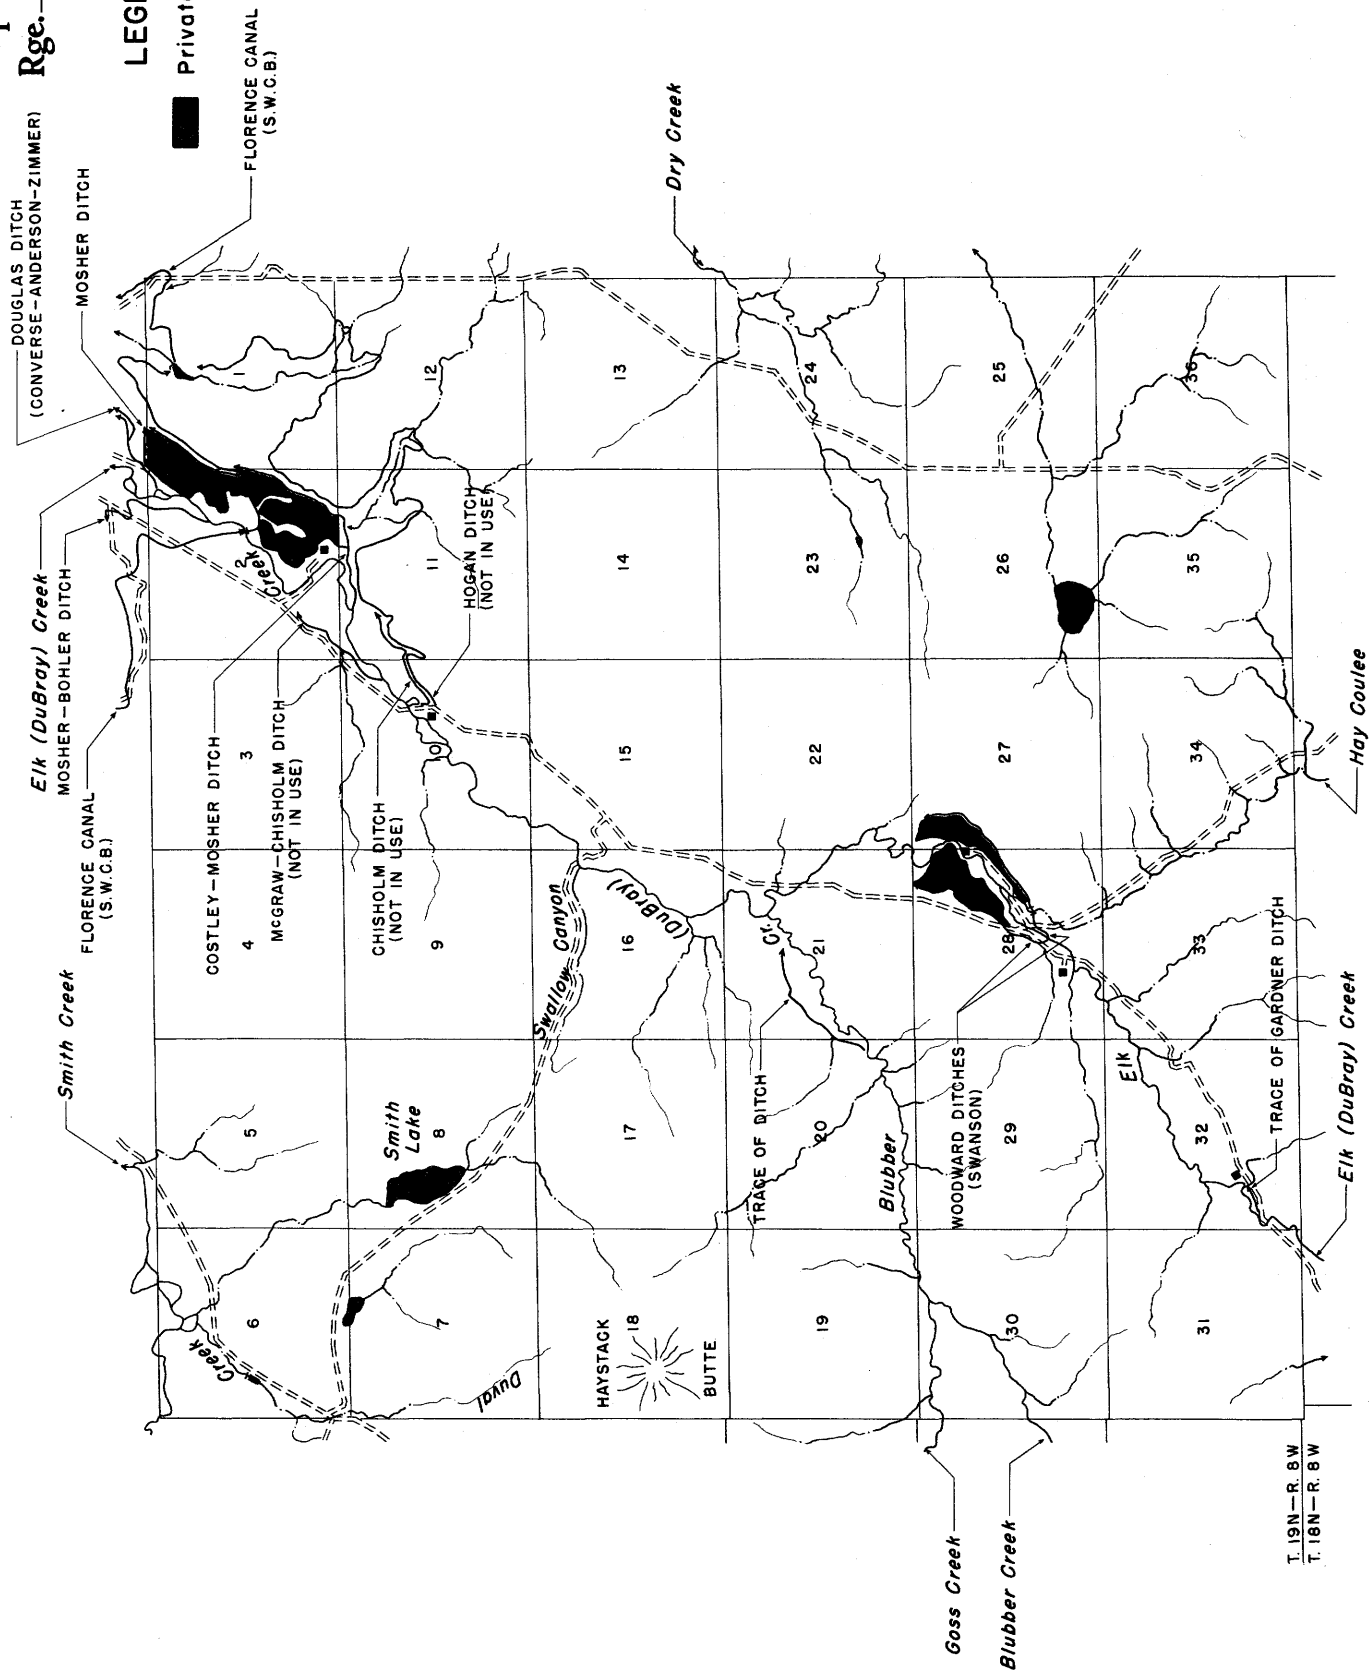 Rge.
LEGE
Privat
DOUGLAS DITCH
(CONVERSE-ANDERSON-ZIMMER)
MOSHER DITCH
FLORENCE CANAL
(S.W.C.B.)
Elk (DuBray) Creek
MOSHER-BOHLER DITCH
FLORENCE CANAL
(S.W.C.B.)
Smith Creek
COSTLEY-MOSHER DITCH
McGRAW-CHISHOLM DITCH
(NOT IN USE)
CHISHOLM DITCH
(NOT IN USE)
HOGAN DITCH
(NOT IN USE)
Creek
Dry Creek
6
5
4
3
2
1
7
8
9
10
11
12
Creek
Duval
Smith
Lake
Swallow Canyon
18
17
16
15
14
13
HAYSTACK
BUTTE
(DuBray)
Cr.
19
20
21
22
23
24
TRACE OF DITCH
Blubber
30
29
28
27
26
25
WOODWARD DITCHES
(SWANSON)
Elk
31
32
33
34
35
36
TRACE OF GARDNER DITCH
Goss Creek
Blubber Creek
Elk (DuBray) Creek
Hay Coulee
T. 19N-R. 8W
T. 18N-R. 8W